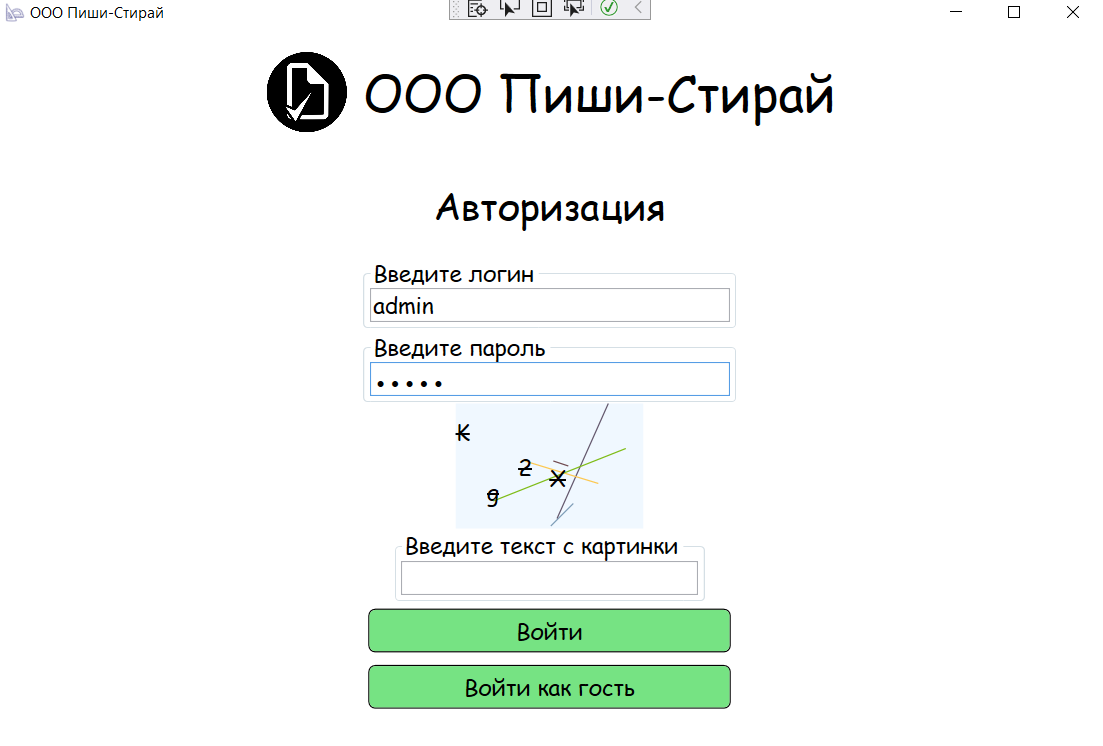 ООО Пиши-Стирай
ООО Пиши-Стирай
Авторизация
Введите логин
admin
Введите пароль
•••••
K
2
X
9
Введите текст с картинки
Войти
Войти как гость